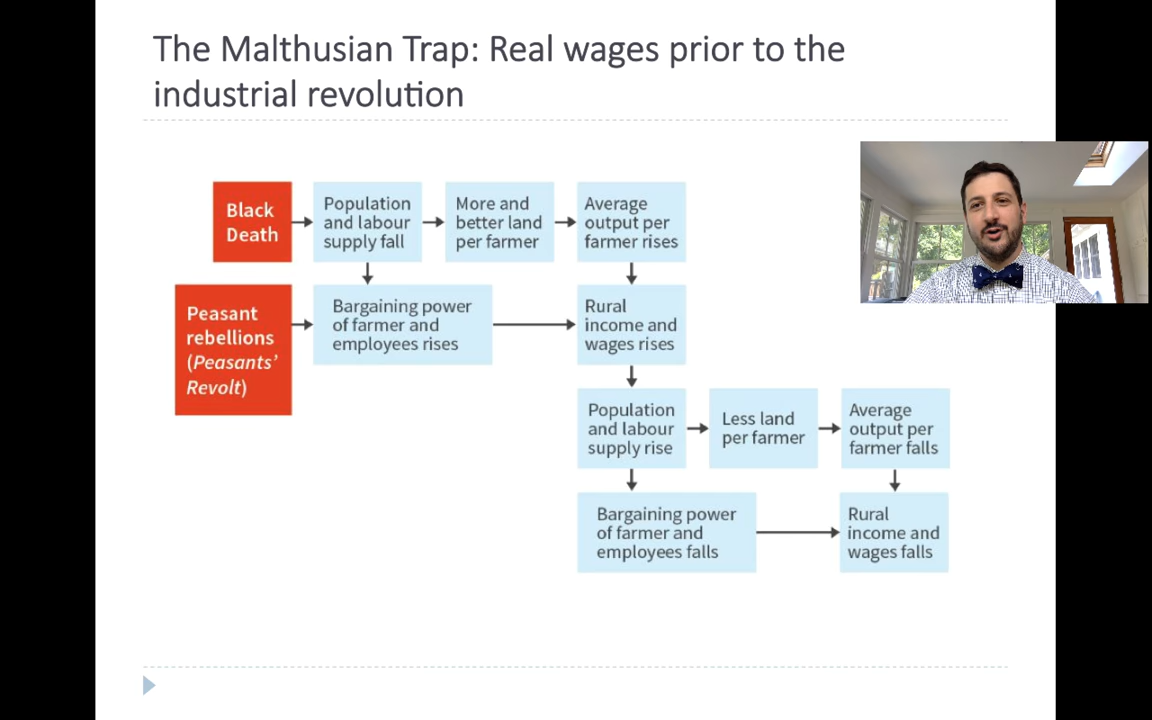 The Malthusian Trap: Real wages prior to the
industrial revolution
Black
Death
Population
and labour
supply fall
More and
better land
per farmer
Average
output per
farmer rises
Peasant
rebellions
(Peasants’
Revolt)
Bargaining power
of farmer and
employees rises
Rural
income and
wages rises
Population
and labour
supply rise
Less land
per farmer
Average
output per
farmer falls
Bargaining power
of farmer and
employees falls
Rural
income and
wages falls